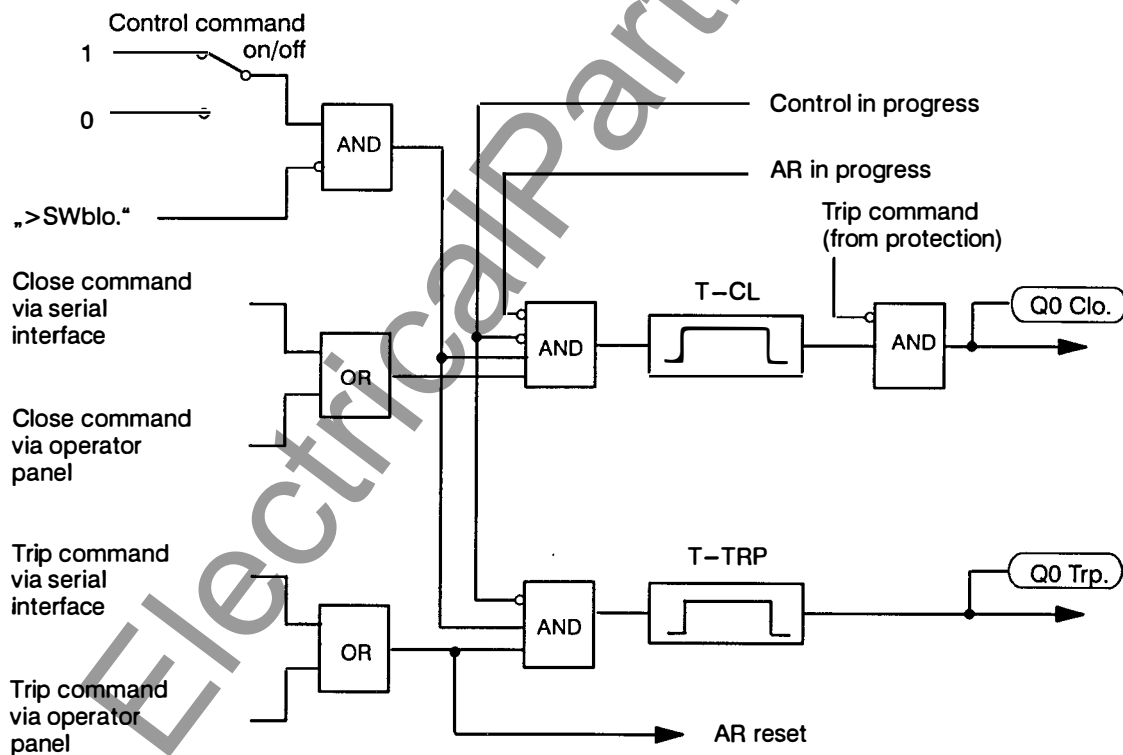 Control command
on/off
1
0
AND
„>SWblo.“
Control in progress
AR in progress
Trip command
(from protection)
Close command
via serial
interface
OR
Close command
via operator
panel
AND
T–CL
AND
Q0 Clo.
Trip command
via serial
interface
OR
Trip command
via operator
panel
AND
T–TRP
Q0 Trp.
AR reset
ElectricalPart